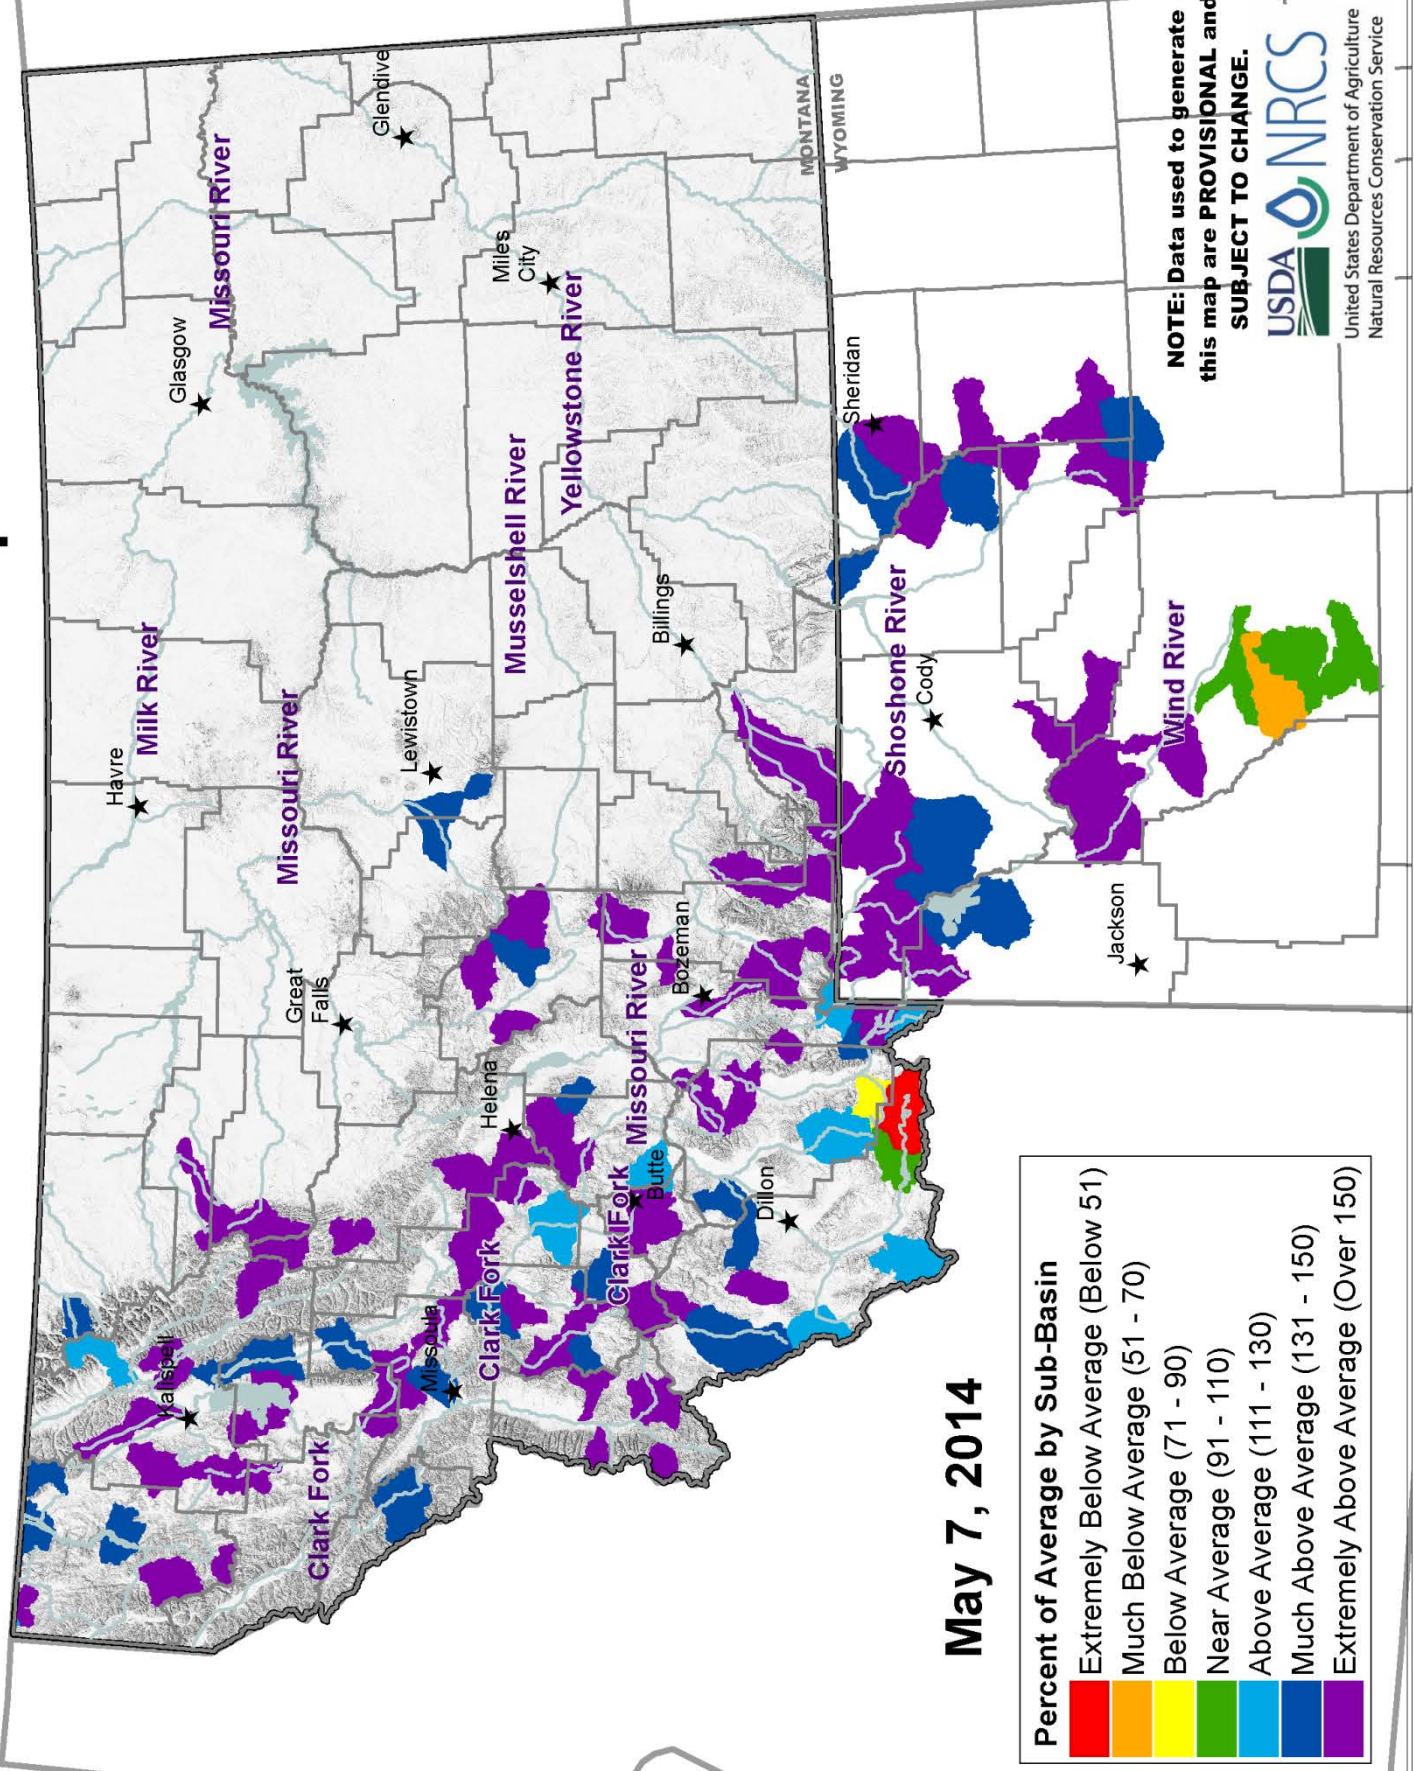 Havre
Milk River
Glasgow
Missouri River
Glendive
Kalispell
Great
Falls
Missouri River
Lewistown
Clark Fork
Missoula
Clark Fork
Helena
Musselshell River
Miles
City
Yellowstone River
Clark Fork
Butte
Missouri River
Bozeman
Billings
Dillon
MONTANA
WYOMING
Sheridan
Shoshone River
Cody
Jackson
Wind River
May 7, 2014
Percent of Average by Sub-Basin
Extremely Below Average (Below 51)
Much Below Average (51 - 70)
Below Average (71 - 90)
Near Average (91 - 110)
Above Average (111 - 130)
Much Above Average (131 - 150)
Extremely Above Average (Over 150)
NOTE: Data used to generate
this map are PROVISIONAL and
SUBJECT TO CHANGE.
USDA NRCS
United States Department of Agriculture
Natural Resources Conservation Service